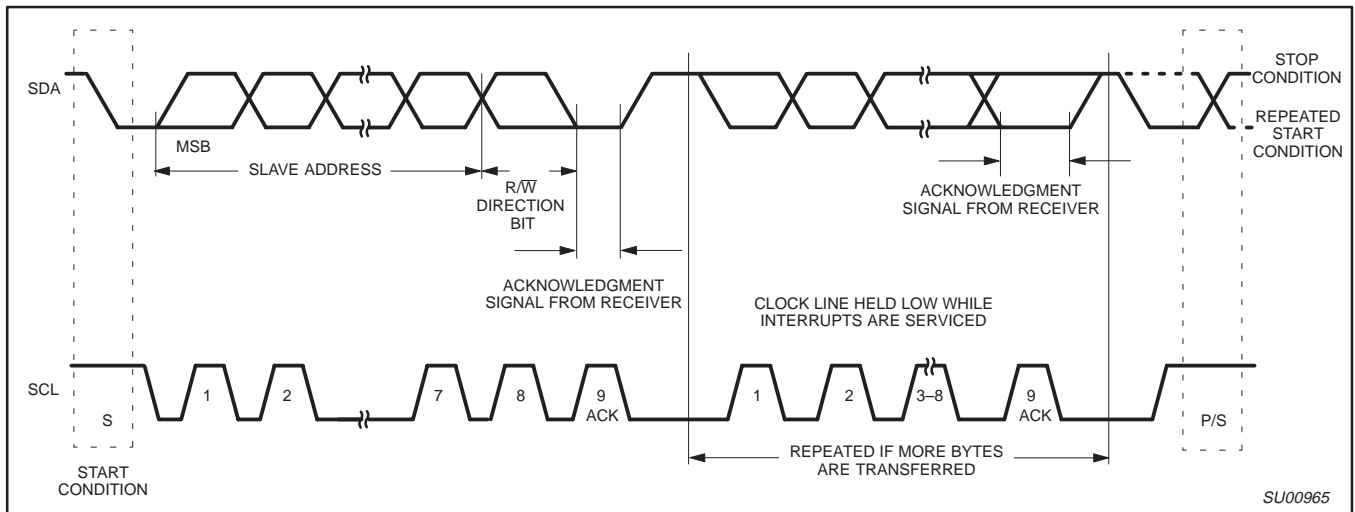 SDA
STOP
CONDITION
REPEATED
START
CONDITION
MSB
SLAVE ADDRESS
R/W̅
DIRECTION
BIT
ACKNOWLEDGMENT
SIGNAL FROM RECEIVER
ACKNOWLEDGMENT
SIGNAL FROM RECEIVER
CLOCK LINE HELD LOW WHILE
INTERRUPTS ARE SERVICED
SCL
S
1
2
7
8
9
ACK
1
2
3–8
9
ACK
P/S
START
CONDITION
REPEATED IF MORE BYTES
ARE TRANSFERRED
SU00965